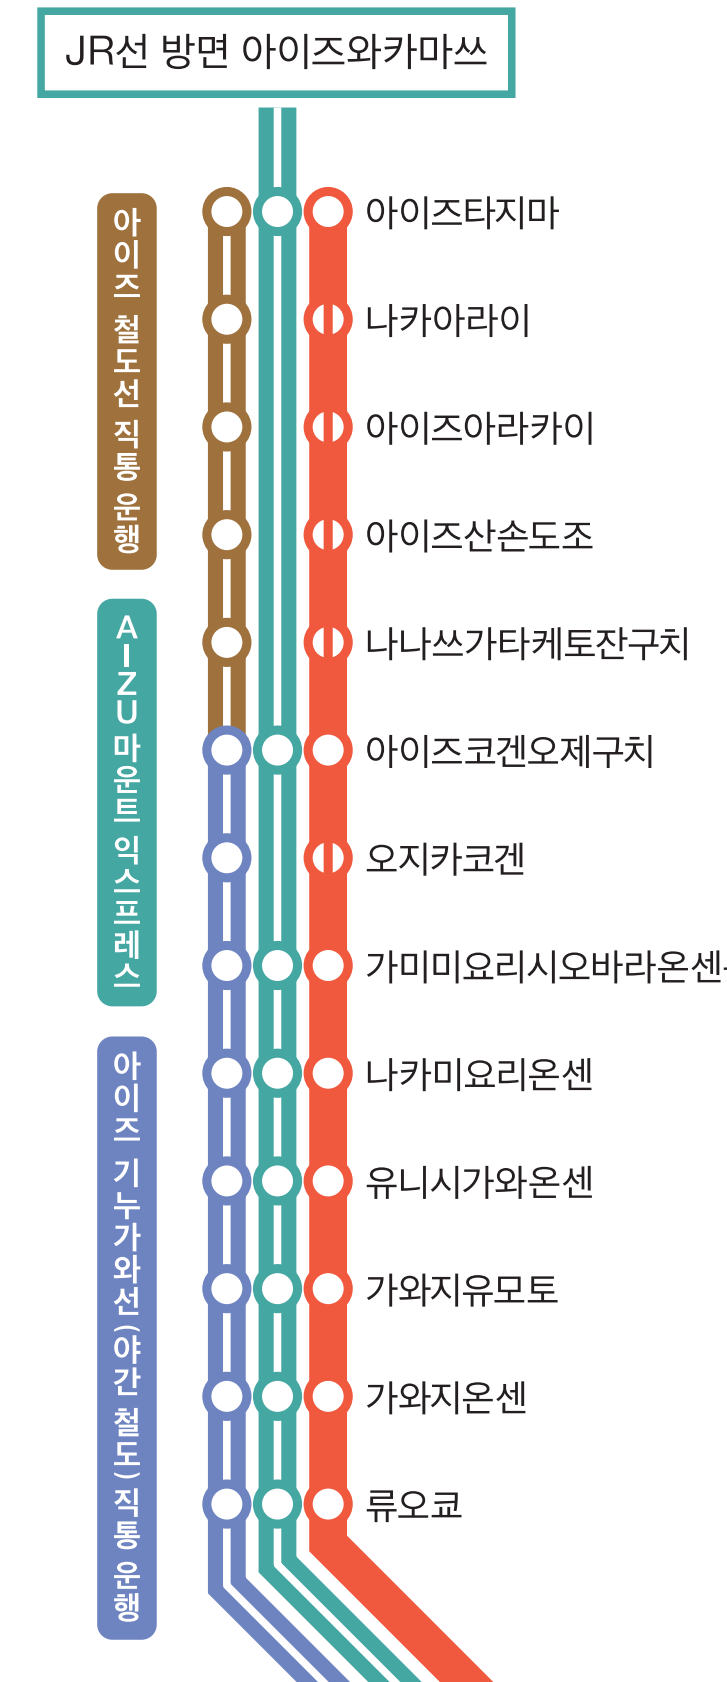 JR선 방면 아이즈와카마쓰
아이즈 철도선 직통 운행
AIZU 마운트 익스프레스
아이즈 기누가와선(야간 철도)직통 운행
아이즈타지마
나카아라이
아이즈아라카이
아이즈산손도조
나나쓰가타케토잔구치
아이즈코겐오제구치
오지카코겐
가미미요리시오바라온센
나카미요리온센
유니시가와온센
가와지유모토
가와지온센
류오쿄